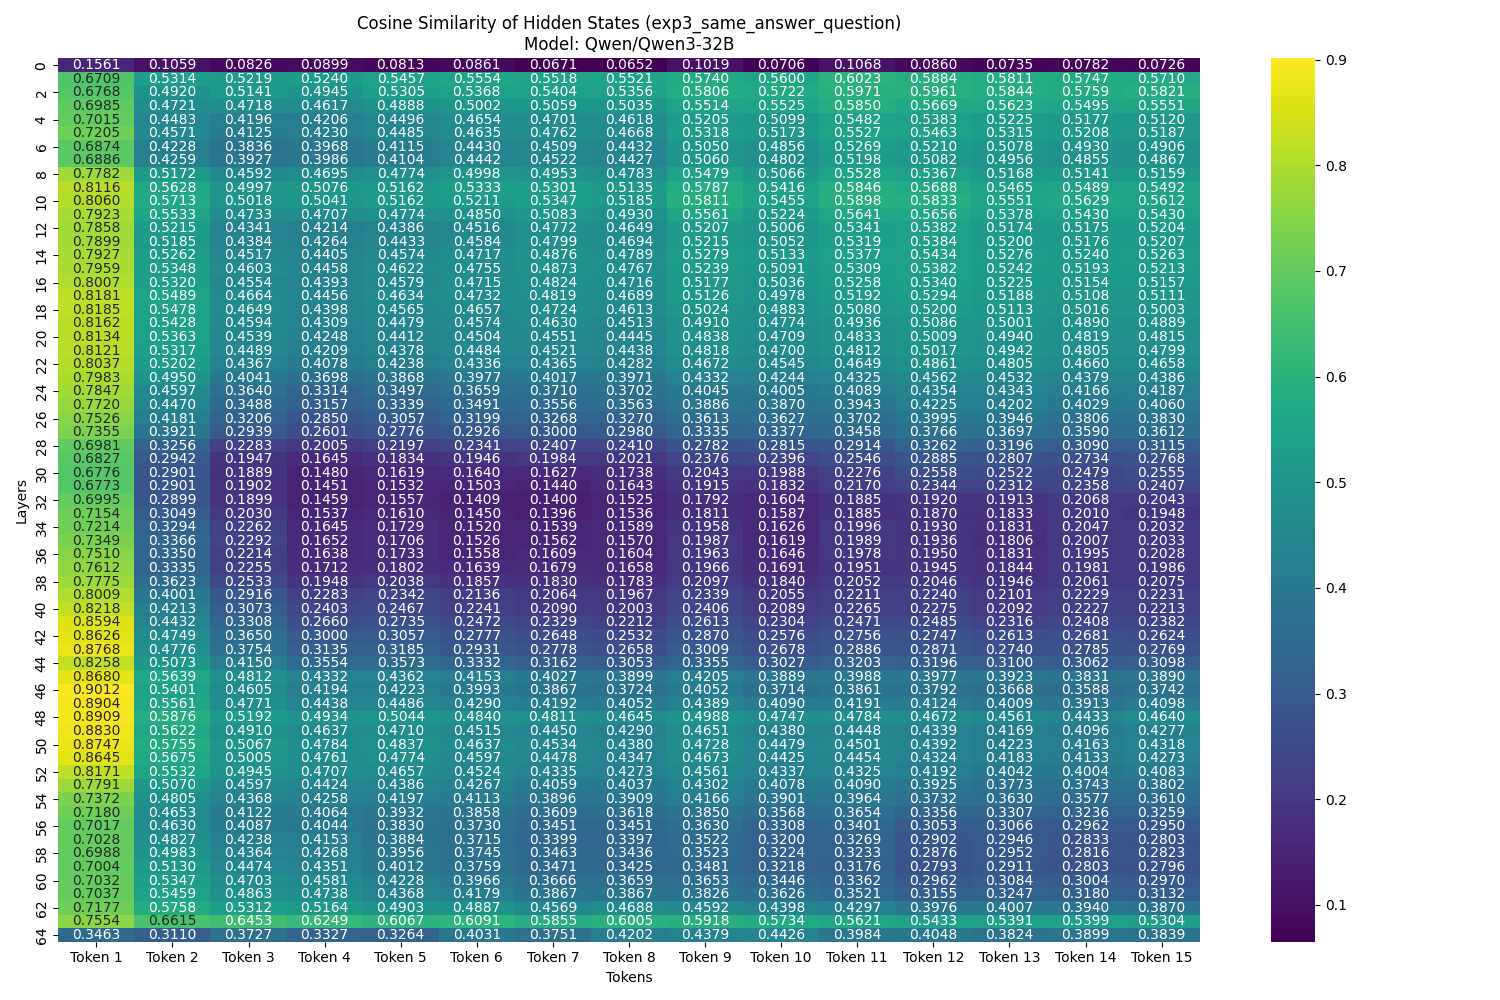 Cosine Similarity of Hidden States (exp3_same_answer_question)
Model: Qwen/Qwen3-32B
0 0.1561 0.1059 0.0826 0.0899 0.0813 0.0861 0.0671 0.0652 0.1019 0.0706 0.1068 0.0860 0.0735 0.0782 0.0726
0.6709 0.5314 0.5219 0.5240 0.5457 0.5554 0.5518 0.5521 0.5740 0.5600 0.6023 0.5884 0.5811 0.5747 0.5710
2 0.6768 0.4920 0.5141 0.4945 0.5305 0.5368 0.5404 0.5356 0.5806 0.5722 0.5971 0.5961 0.5844 0.5759 0.5821
0.6985 0.4721 0.4718 0.4617 0.4888 0.5002 0.5059 0.5035 0.5514 0.5525 0.5850 0.5669 0.5623 0.5495 0.5551
4 0.7015 0.4483 0.4196 0.4206 0.4496 0.4654 0.4701 0.4618 0.5205 0.5099 0.5482 0.5383 0.5225 0.5177 0.5120
0.7205 0.4571 0.4125 0.4230 0.4485 0.4635 0.4762 0.4668 0.5318 0.5173 0.5527 0.5463 0.5315 0.5208 0.5187
6 0.6874 0.4228 0.3836 0.3968 0.4115 0.4430 0.4509 0.4432 0.5050 0.4856 0.5269 0.5210 0.5078 0.4930 0.4906
0.6886 0.4259 0.3927 0.3986 0.4104 0.4442 0.4522 0.4427 0.5060 0.4802 0.5198 0.5082 0.4956 0.4855 0.4867
8 0.7782 0.5172 0.4592 0.4695 0.4774 0.4998 0.4953 0.4783 0.5479 0.5066 0.5528 0.5367 0.5168 0.5141 0.5159
0.8116 0.5628 0.4997 0.5076 0.5162 0.5333 0.5301 0.5135 0.5787 0.5416 0.5846 0.5688 0.5465 0.5489 0.5492
10 0.8060 0.5713 0.5018 0.5041 0.5162 0.5211 0.5347 0.5185 0.5811 0.5455 0.5898 0.5833 0.5551 0.5629 0.5612
0.7923 0.5533 0.4733 0.4707 0.4774 0.4850 0.5083 0.4930 0.5561 0.5224 0.5641 0.5656 0.5378 0.5430 0.5430
12 0.7858 0.5215 0.4341 0.4214 0.4386 0.4516 0.4772 0.4649 0.5207 0.5006 0.5341 0.5382 0.5174 0.5175 0.5204
0.7899 0.5185 0.4384 0.4264 0.4433 0.4584 0.4799 0.4694 0.5215 0.5052 0.5319 0.5384 0.5200 0.5176 0.5207
14 0.7927 0.5262 0.4517 0.4405 0.4574 0.4717 0.4876 0.4789 0.5279 0.5133 0.5377 0.5434 0.5276 0.5240 0.5263
0.7959 0.5348 0.4603 0.4458 0.4622 0.4755 0.4873 0.4767 0.5239 0.5091 0.5309 0.5382 0.5242 0.5193 0.5213
16 0.8007 0.5320 0.4554 0.4393 0.4579 0.4715 0.4824 0.4716 0.5177 0.5036 0.5258 0.5340 0.5225 0.5154 0.5157
0.8181 0.5489 0.4664 0.4456 0.4634 0.4732 0.4819 0.4689 0.5126 0.4978 0.5192 0.5294 0.5188 0.5108 0.5111
18 0.8185 0.5478 0.4649 0.4398 0.4565 0.4657 0.4724 0.4613 0.5024 0.4883 0.5080 0.5200 0.5113 0.5016 0.5003
0.8162 0.5428 0.4594 0.4309 0.4479 0.4574 0.4630 0.4513 0.4910 0.4774 0.4936 0.5086 0.5001 0.4890 0.4889
20 0.8134 0.5363 0.4539 0.4248 0.4412 0.4504 0.4551 0.4445 0.4838 0.4709 0.4833 0.5009 0.4940 0.4819 0.4815
0.8121 0.5317 0.4489 0.4209 0.4378 0.4484 0.4521 0.4438 0.4818 0.4700 0.4812 0.5017 0.4942 0.4805 0.4799
22 0.8037 0.5202 0.4367 0.4078 0.4238 0.4336 0.4365 0.4282 0.4672 0.4545 0.4649 0.4861 0.4805 0.4660 0.4658
0.7983 0.4950 0.4041 0.3698 0.3868 0.3977 0.4017 0.3971 0.4332 0.4244 0.4325 0.4562 0.4532 0.4379 0.4386
24 0.7847 0.4597 0.3640 0.3314 0.3497 0.3659 0.3710 0.3702 0.4045 0.4005 0.4089 0.4354 0.4343 0.4166 0.4187
0.7720 0.4470 0.3488 0.3157 0.3339 0.3491 0.3556 0.3563 0.3886 0.3870 0.3943 0.4225 0.4202 0.4029 0.4060
26 0.7526 0.4181 0.3206 0.2850 0.3057 0.3199 0.3268 0.3270 0.3613 0.3627 0.3702 0.3995 0.3946 0.3806 0.3830
0.7355 0.3921 0.2939 0.2601 0.2776 0.2926 0.3000 0.2980 0.3335 0.3377 0.3458 0.3766 0.3697 0.3590 0.3612
28 0.6981 0.3256 0.2283 0.2005 0.2197 0.2341 0.2407 0.2410 0.2782 0.2815 0.2914 0.3262 0.3196 0.3090 0.3115
0.6827 0.2942 0.1947 0.1645 0.1834 0.1946 0.1984 0.2021 0.2376 0.2396 0.2546 0.2885 0.2807 0.2734 0.2768
30 0.6776 0.2901 0.1889 0.1480 0.1619 0.1640 0.1627 0.1738 0.2043 0.1988 0.2276 0.2558 0.2522 0.2479 0.2555
0.6773 0.2901 0.1902 0.1451 0.1532 0.1503 0.1440 0.1643 0.1915 0.1832 0.2170 0.2344 0.2312 0.2358 0.2407
32 0.6995 0.2899 0.1899 0.1459 0.1557 0.1409 0.1400 0.1525 0.1792 0.1604 0.1885 0.1920 0.1913 0.2068 0.2043
0.7154 0.3049 0.2030 0.1537 0.1610 0.1450 0.1396 0.1536 0.1811 0.1587 0.1885 0.1870 0.1833 0.2010 0.1948
34 0.7214 0.3294 0.2262 0.1645 0.1729 0.1520 0.1539 0.1589 0.1958 0.1626 0.1996 0.1930 0.1831 0.2047 0.2032
0.7349 0.3366 0.2292 0.1652 0.1706 0.1526 0.1562 0.1570 0.1987 0.1619 0.1989 0.1936 0.1806 0.2007 0.2033
36 0.7510 0.3350 0.2214 0.1638 0.1733 0.1558 0.1609 0.1604 0.1963 0.1646 0.1978 0.1950 0.1831 0.1995 0.2028
0.7612 0.3335 0.2255 0.1712 0.1802 0.1639 0.1679 0.1658 0.1966 0.1691 0.1951 0.1945 0.1844 0.1981 0.1986
38 0.7775 0.3623 0.2533 0.1948 0.2038 0.1857 0.1830 0.1783 0.2097 0.1840 0.2052 0.2046 0.1946 0.2061 0.2075
0.8009 0.4001 0.2916 0.2283 0.2342 0.2136 0.2064 0.1967 0.2339 0.2055 0.2211 0.2240 0.2101 0.2229 0.2231
40 0.8218 0.4213 0.3073 0.2403 0.2467 0.2241 0.2090 0.2003 0.2406 0.2089 0.2265 0.2275 0.2092 0.2227 0.2213
0.8594 0.4432 0.3308 0.2660 0.2735 0.2472 0.2329 0.2212 0.2613 0.2304 0.2471 0.2485 0.2316 0.2408 0.2382
42 0.8626 0.4749 0.3650 0.3000 0.3057 0.2777 0.2648 0.2532 0.2870 0.2576 0.2756 0.2747 0.2613 0.2681 0.2624
0.8768 0.4776 0.3754 0.3135 0.3185 0.2931 0.2778 0.2658 0.3009 0.2678 0.2886 0.2871 0.2740 0.2785 0.2769
44 0.8258 0.5073 0.4150 0.3554 0.3573 0.3332 0.3162 0.3053 0.3355 0.3027 0.3203 0.3196 0.3100 0.3062 0.3098
0.8680 0.5639 0.4812 0.4332 0.4362 0.4153 0.4027 0.3899 0.4205 0.3889 0.3988 0.3977 0.3923 0.3831 0.3890
46 0.9012 0.5401 0.4605 0.4194 0.4223 0.3993 0.3867 0.3724 0.4052 0.3714 0.3861 0.3792 0.3668 0.3588 0.3742
0.8904 0.5561 0.4771 0.4438 0.4486 0.4290 0.4192 0.4052 0.4389 0.4090 0.4191 0.4124 0.4009 0.3913 0.4098
48 0.8909 0.5876 0.5192 0.4934 0.5044 0.4840 0.4811 0.4645 0.4988 0.4747 0.4784 0.4672 0.4561 0.4433 0.4640
0.8830 0.5622 0.4910 0.4637 0.4710 0.4515 0.4450 0.4290 0.4651 0.4380 0.4448 0.4339 0.4169 0.4096 0.4277
50 0.8747 0.5755 0.5067 0.4784 0.4837 0.4637 0.4534 0.4380 0.4728 0.4479 0.4501 0.4392 0.4223 0.4163 0.4318
0.8645 0.5675 0.5005 0.4761 0.4774 0.4597 0.4478 0.4347 0.4673 0.4425 0.4454 0.4324 0.4183 0.4133 0.4273
52 0.8171 0.5532 0.4945 0.4707 0.4657 0.4524 0.4335 0.4273 0.4561 0.4337 0.4325 0.4192 0.4042 0.4004 0.4083
0.7791 0.5070 0.4597 0.4424 0.4386 0.4267 0.4059 0.4037 0.4302 0.4078 0.4090 0.3925 0.3773 0.3743 0.3802
54 0.7372 0.4805 0.4368 0.4258 0.4197 0.4113 0.3896 0.3909 0.4166 0.3901 0.3964 0.3732 0.3630 0.3577 0.3610
0.7180 0.4653 0.4122 0.4064 0.3932 0.3858 0.3609 0.3618 0.3850 0.3568 0.3654 0.3356 0.3307 0.3236 0.3259
56 0.7017 0.4630 0.4087 0.4044 0.3830 0.3730 0.3451 0.3451 0.3630 0.3308 0.3401 0.3053 0.3066 0.2962 0.2950
0.7028 0.4827 0.4238 0.4153 0.3884 0.3715 0.3399 0.3397 0.3522 0.3200 0.3269 0.2902 0.2946 0.2833 0.2803
58 0.6988 0.4983 0.4364 0.4268 0.3956 0.3745 0.3463 0.3436 0.3523 0.3224 0.3233 0.2876 0.2952 0.2816 0.2823
0.7004 0.5130 0.4474 0.4351 0.4012 0.3759 0.3471 0.3425 0.3481 0.3218 0.3176 0.2793 0.2911 0.2803 0.2796
60 0.7032 0.5347 0.4703 0.4581 0.4228 0.3966 0.3666 0.3659 0.3653 0.3446 0.3362 0.2962 0.3084 0.3004 0.2970
0.7037 0.5459 0.4863 0.4738 0.4368 0.4179 0.3867 0.3867 0.3826 0.3626 0.3521 0.3155 0.3247 0.3180 0.3132
62 0.7177 0.5758 0.5312 0.5164 0.4903 0.4887 0.4569 0.4688 0.4592 0.4398 0.4297 0.3976 0.4007 0.3940 0.3870
0.7554 0.6615 0.6453 0.6249 0.6067 0.6091 0.5855 0.6005 0.5918 0.5734 0.5621 0.5433 0.5391 0.5399 0.5304
64 0.3463 0.3110 0.3727 0.3327 0.3264 0.4031 0.3751 0.4202 0.4379 0.4426 0.3984 0.4048 0.3824 0.3899 0.3839
Token 1 Token 2 Token 3 Token 4 Token 5 Token 6 Token 7 Token 8 Token 9 Token 10 Token 11 Token 12 Token 13 Token 14 Token 15
Tokens
Layers
0.9
0.8
0.7
0.6
0.5
0.4
0.3
0.2
0.1